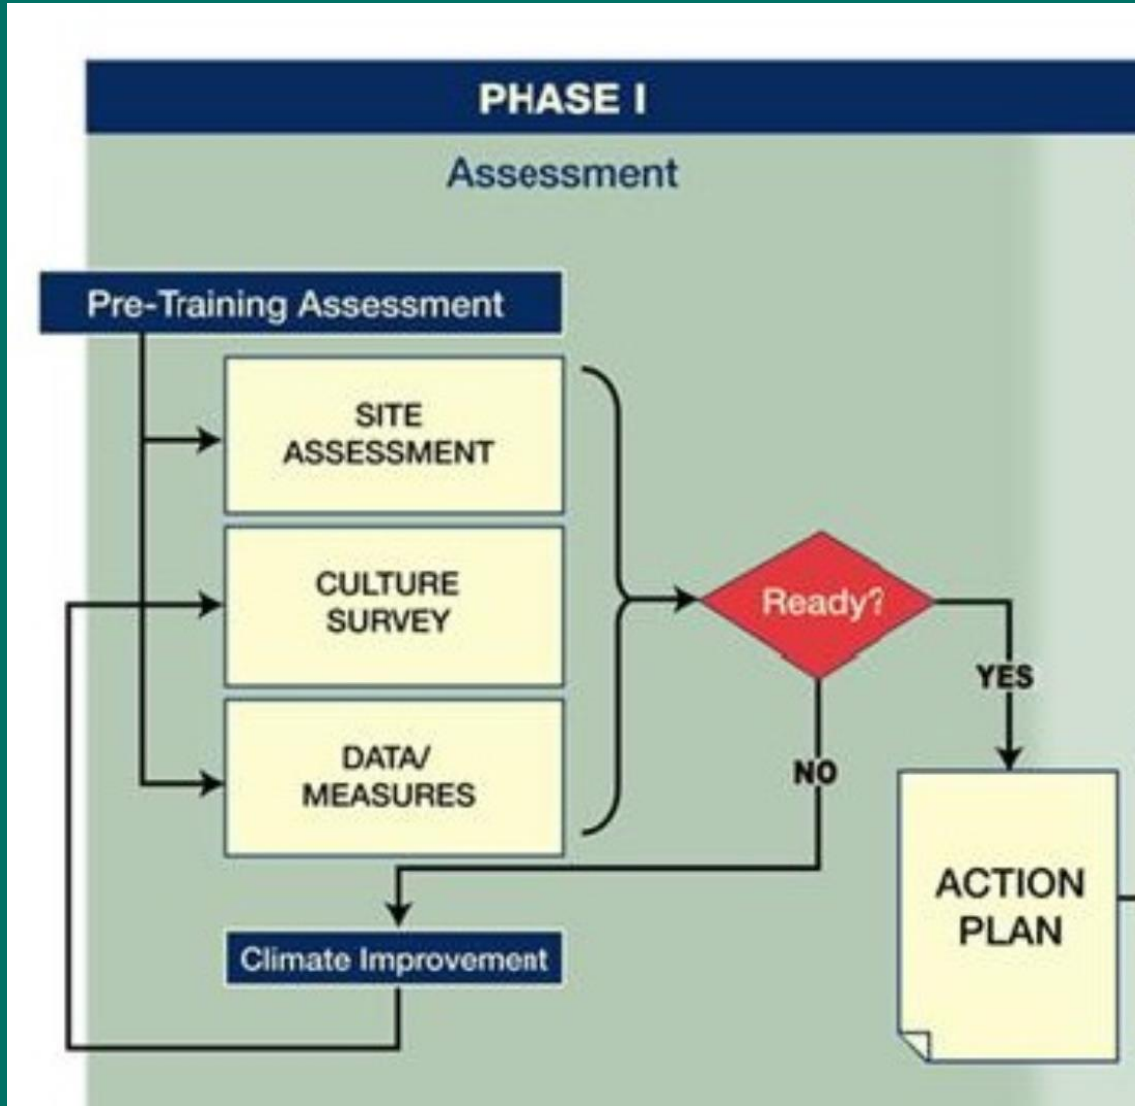 PHASE I
Assessment
Pre-Training Assessment
SITE
ASSESSMENT
CULTURE
SURVEY
DATA/
MEASURES
Ready?
YES
NO
ACTION
PLAN
Climate Improvement